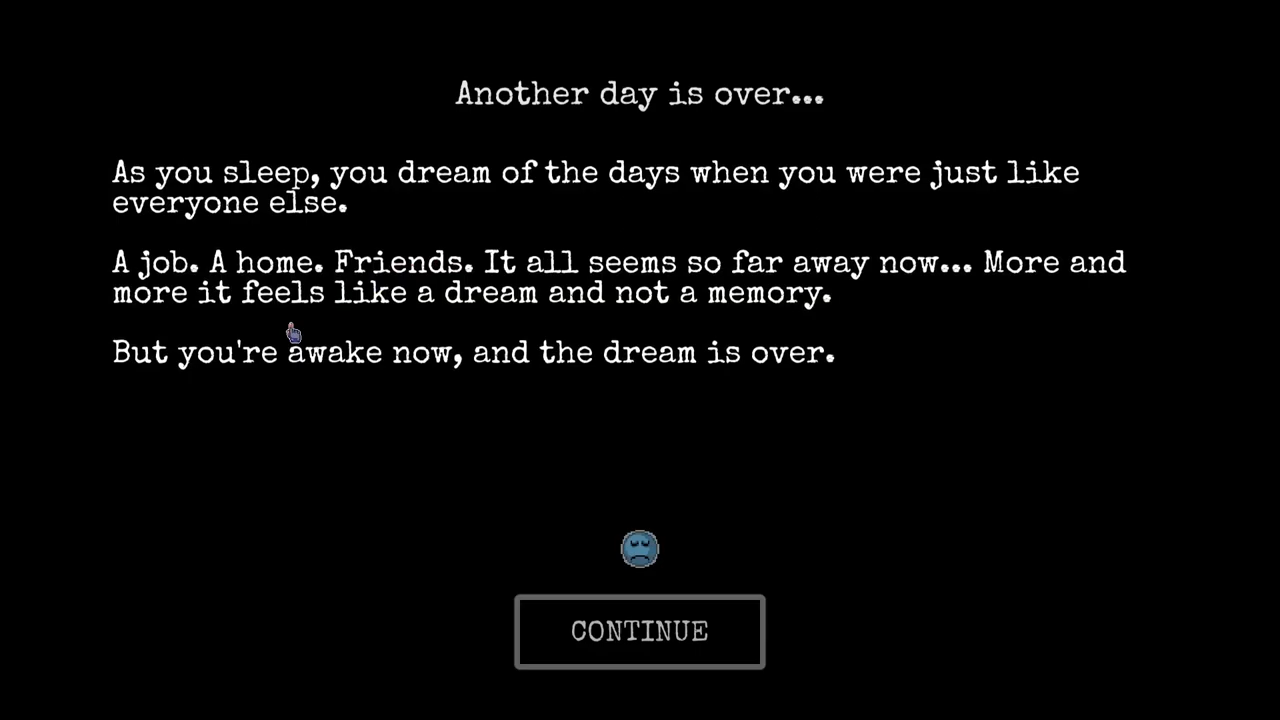 Another day is over...
As you sleep, you dream of the days when you were just like
everyone else.
A job. A home. Friends. It all seems so far away now... More and
more it feels like a dream and not a memory.
But you're awake now, and the dream is over.
CONTINUE